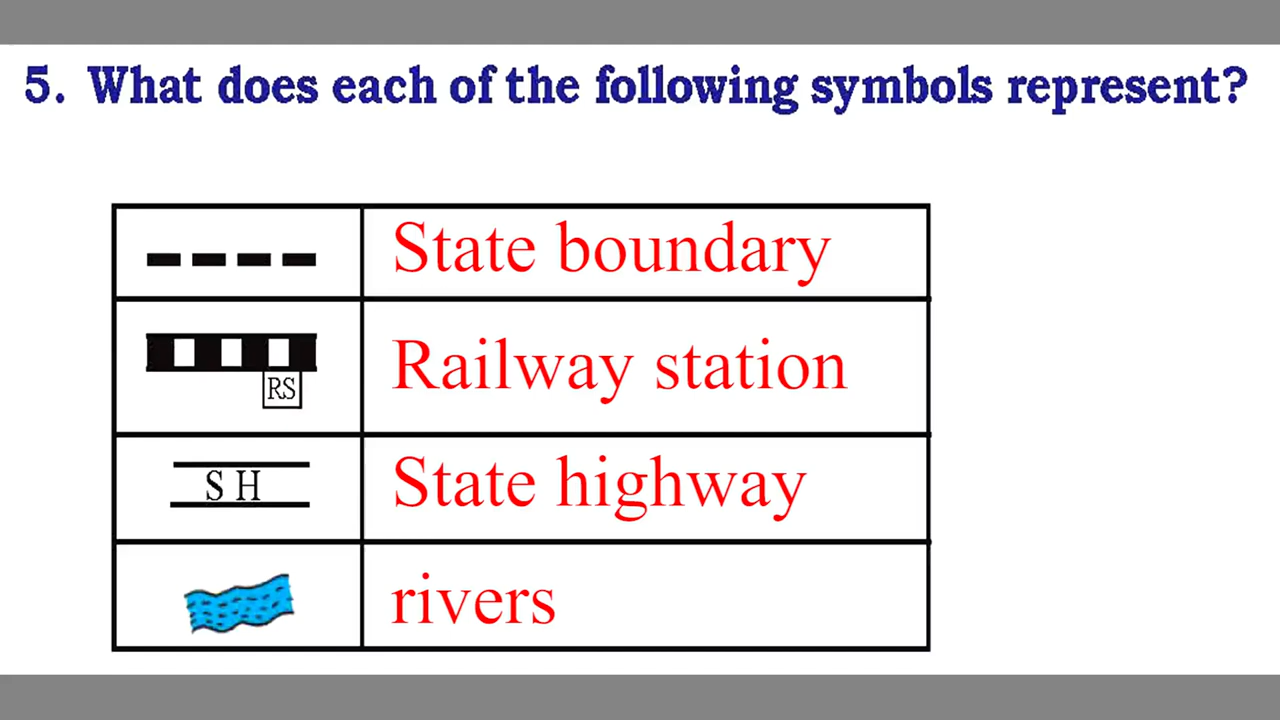 5. What does each of the following symbols represent?
State boundary
Railway station
RS
S H
State highway
rivers